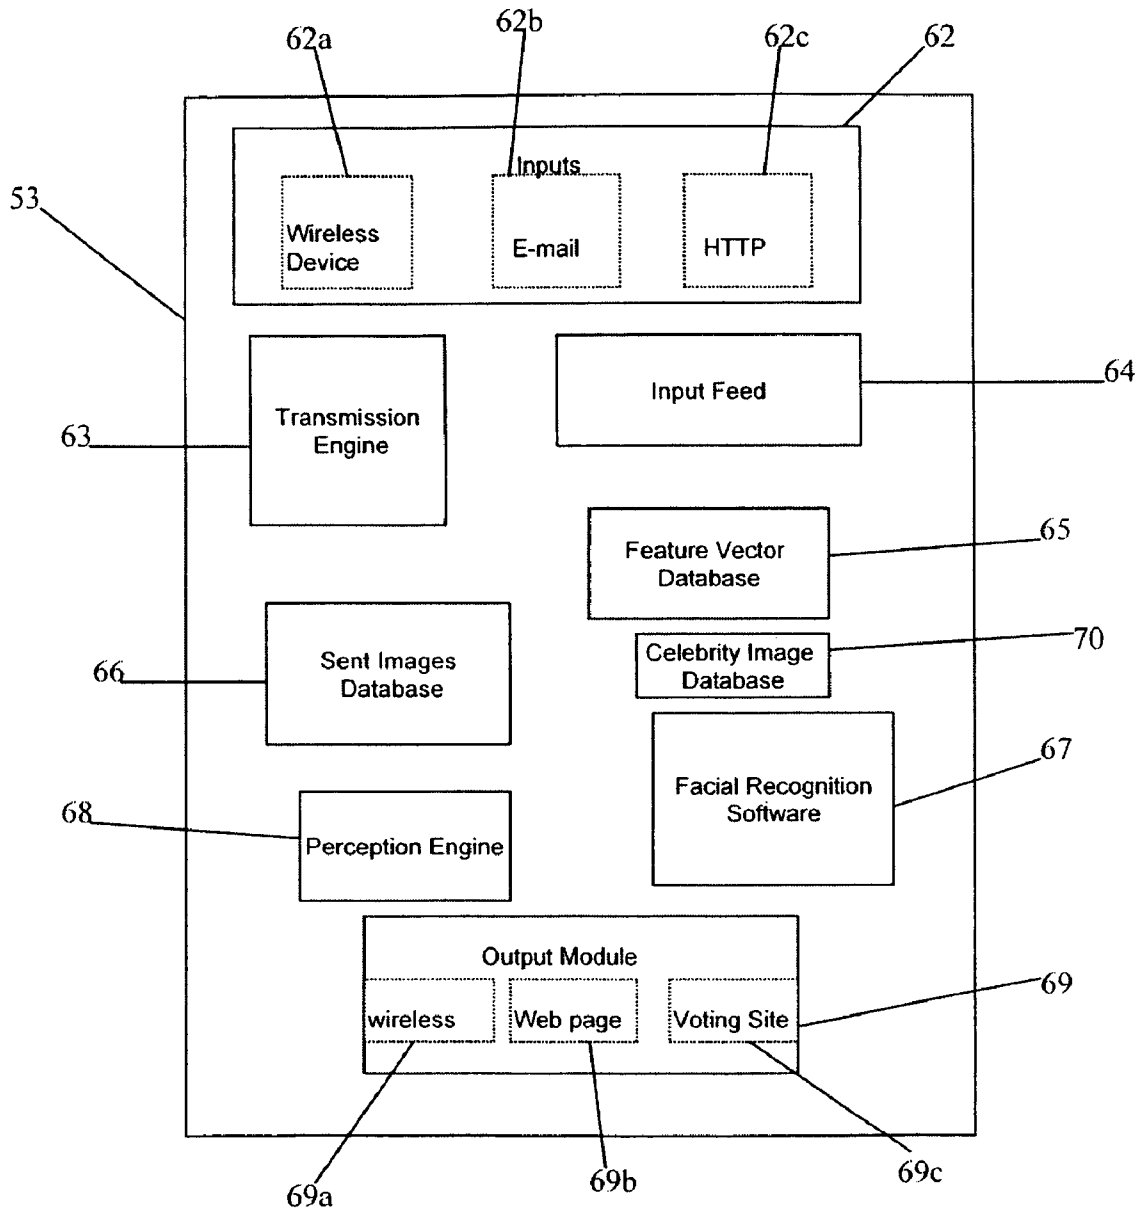 62a
62b
62c
62
53
Inputs
Wireless
Device
E-mail
HTTP
64
Input Feed
Transmission
Engine
63
65
Feature Vector
Database
70
Celebrity Image
Database
Sent Images
Database
66
67
Facial Recognition
Software
68
Perception Engine
Output Module
69
wireless
Web page
Voting Site
69a
69b
69c